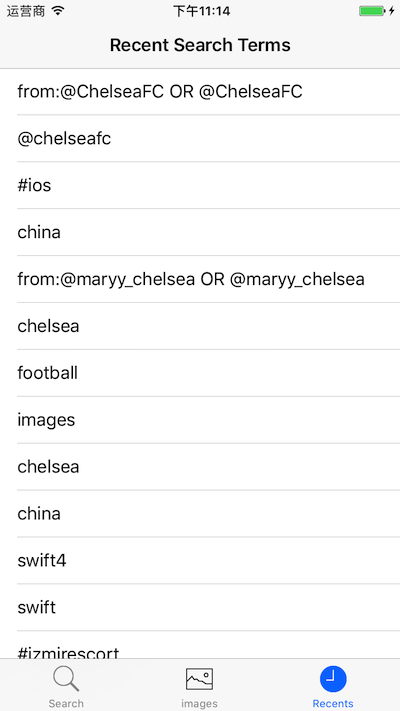 运营商 下午11:14
Recent Search Terms
from:@ChelseaFC OR @ChelseaFC
@chelseafc
#ios
china
from:@maryy_chelsea OR @maryy_chelsea
chelsea
football
images
chelsea
china
swift4
swift
#izmirescort
Search images Recents